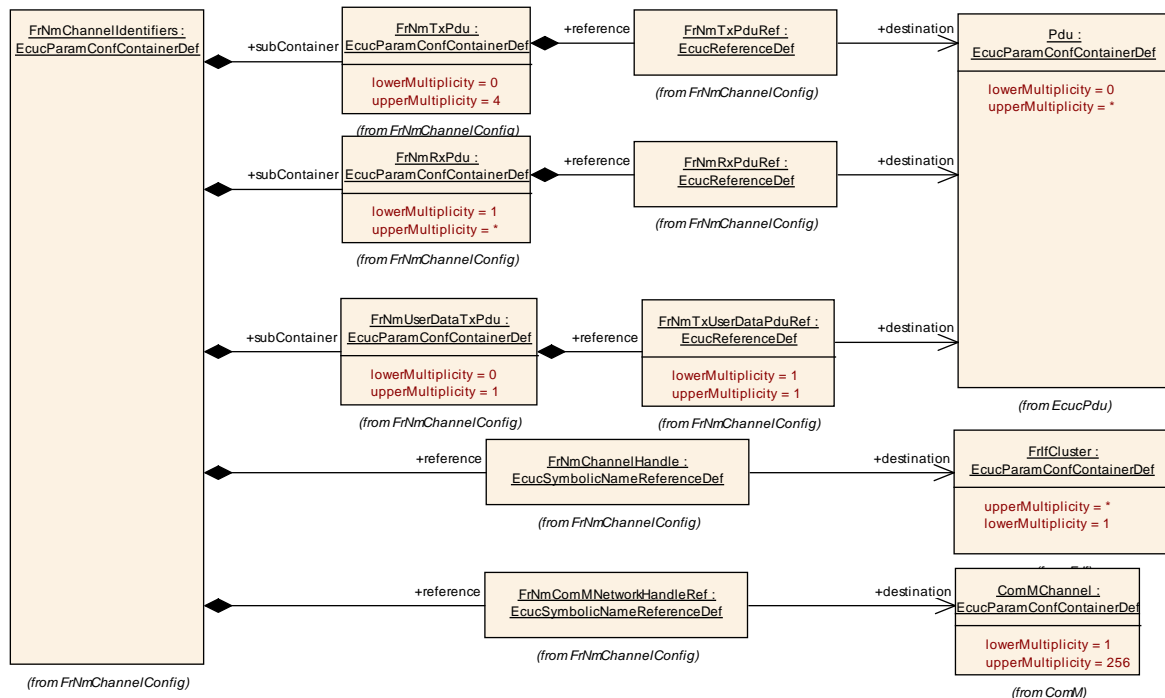 FrNmChannelIdentifiers :
EcucParamConfContainerDef
(from FrNmChannelConfig)
+subContainer
FrNmTxPdu :
EcucParamConfContainerDef
lowerMultiplicity = 0
upperMultiplicity = 4
(from FrNmChannelConfig)
+reference
FrNmTxPduRef :
EcucReferenceDef
(from FrNmChannelConfig)
+destination
Pdu :
EcucParamConfContainerDef
lowerMultiplicity = 0
upperMultiplicity = *
(from EcucPdu)
+subContainer
FrNmRxPdu :
EcucParamConfContainerDef
lowerMultiplicity = 1
upperMultiplicity = *
(from FrNmChannelConfig)
+reference
FrNmRxPduRef :
EcucReferenceDef
(from FrNmChannelConfig)
+destination
+subContainer
FrNmUserDataTxPdu :
EcucParamConfContainerDef
lowerMultiplicity = 0
upperMultiplicity = 1
(from FrNmChannelConfig)
+reference
FrNmTxUserDataPduRef :
EcucReferenceDef
lowerMultiplicity = 1
upperMultiplicity = 1
(from FrNmChannelConfig)
+destination
+reference
FrNmChannelHandle :
EcucSymbolicNameReferenceDef
(from FrNmChannelConfig)
+destination
FrIfCluster :
EcucParamConfContainerDef
upperMultiplicity = *
lowerMultiplicity = 1
+reference
FrNmComMNetworkHandleRef :
EcucSymbolicNameReferenceDef
(from FrNmChannelConfig)
+destination
ComMChannel :
EcucParamConfContainerDef
lowerMultiplicity = 1
upperMultiplicity = 256
(from ComM)